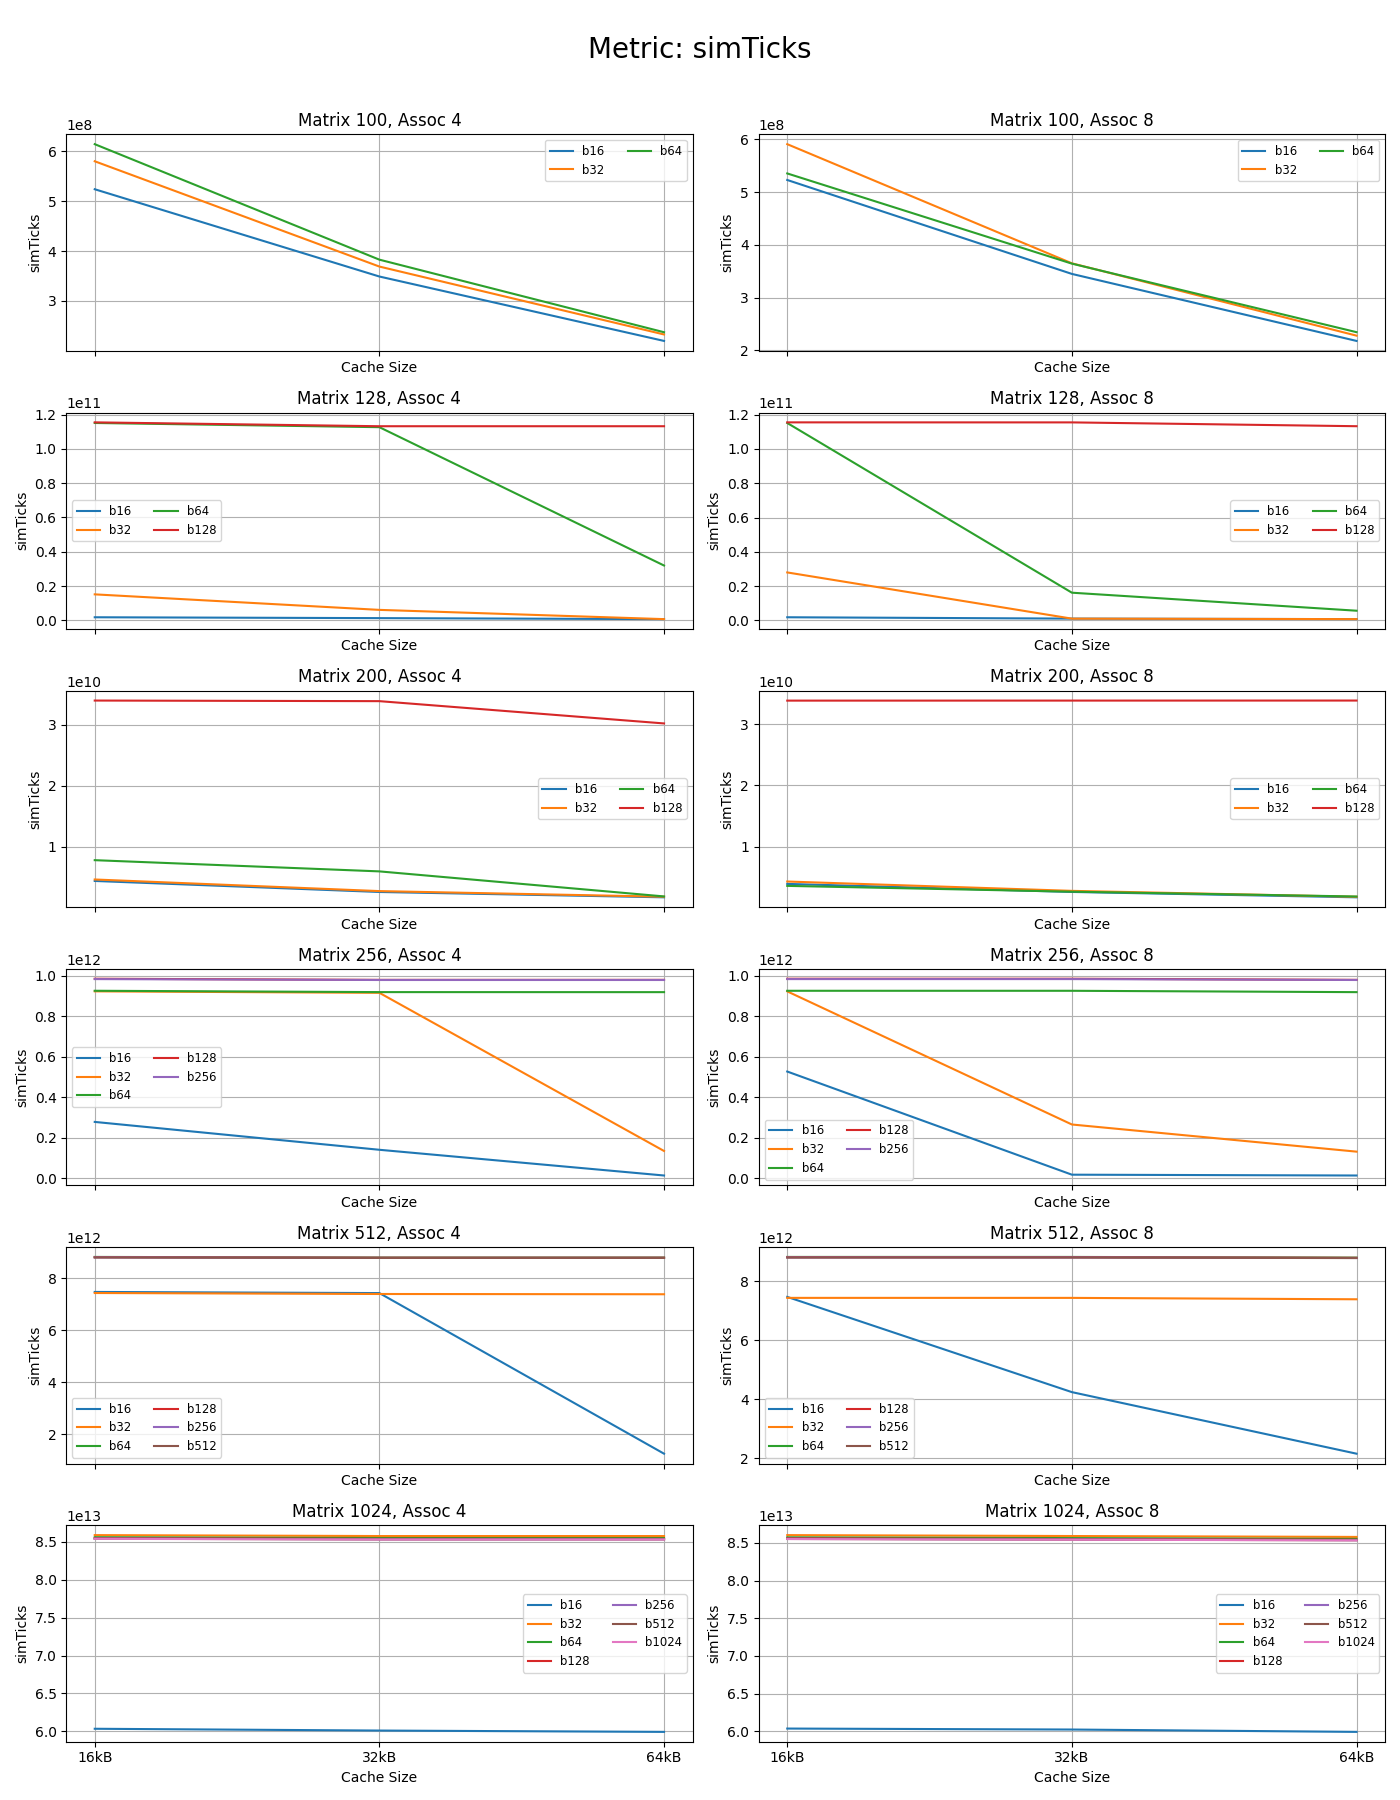 Metric: simTicks
Matrix 100, Assoc 4
1e8
6
5
4
3
simTicks
Cache Size
b16 b64
b32
Matrix 100, Assoc 8
1e8
6
5
4
3
2
simTicks
Cache Size
b16 b64
b32
Matrix 128, Assoc 4
1e11
1.2
1.0
0.8
0.6
0.4
0.2
0.0
simTicks
Cache Size
b16 b64
b32 b128
Matrix 128, Assoc 8
1e11
1.2
1.0
0.8
0.6
0.4
0.2
0.0
simTicks
Cache Size
b16 b64
b32 b128
Matrix 200, Assoc 4
1e10
3
2
1
simTicks
Cache Size
b16 b64
b32 b128
Matrix 200, Assoc 8
1e10
3
2
1
simTicks
Cache Size
b16 b64
b32 b128
Matrix 256, Assoc 4
1e12
1.0
0.8
0.6
0.4
0.2
0.0
simTicks
Cache Size
b16 b128
b32 b256
b64
Matrix 256, Assoc 8
1e12
1.0
0.8
0.6
0.4
0.2
0.0
simTicks
Cache Size
b16 b128
b32 b256
b64
Matrix 512, Assoc 4
1e12
8
6
4
2
simTicks
Cache Size
b16 b128
b32 b256
b64 b512
Matrix 512, Assoc 8
1e12
8
6
4
2
simTicks
Cache Size
b16 b128
b32 b256
b64 b512
Matrix 1024, Assoc 4
1e13
8.5
8.0
7.5
7.0
6.5
6.0
simTicks
16kB 32kB 64kB
Cache Size
b16 b256
b32 b512
b64 b1024
b128
Matrix 1024, Assoc 8
1e13
8.5
8.0
7.5
7.0
6.5
6.0
simTicks
16kB 32kB 64kB
Cache Size
b16 b256
b32 b512
b64 b1024
b128